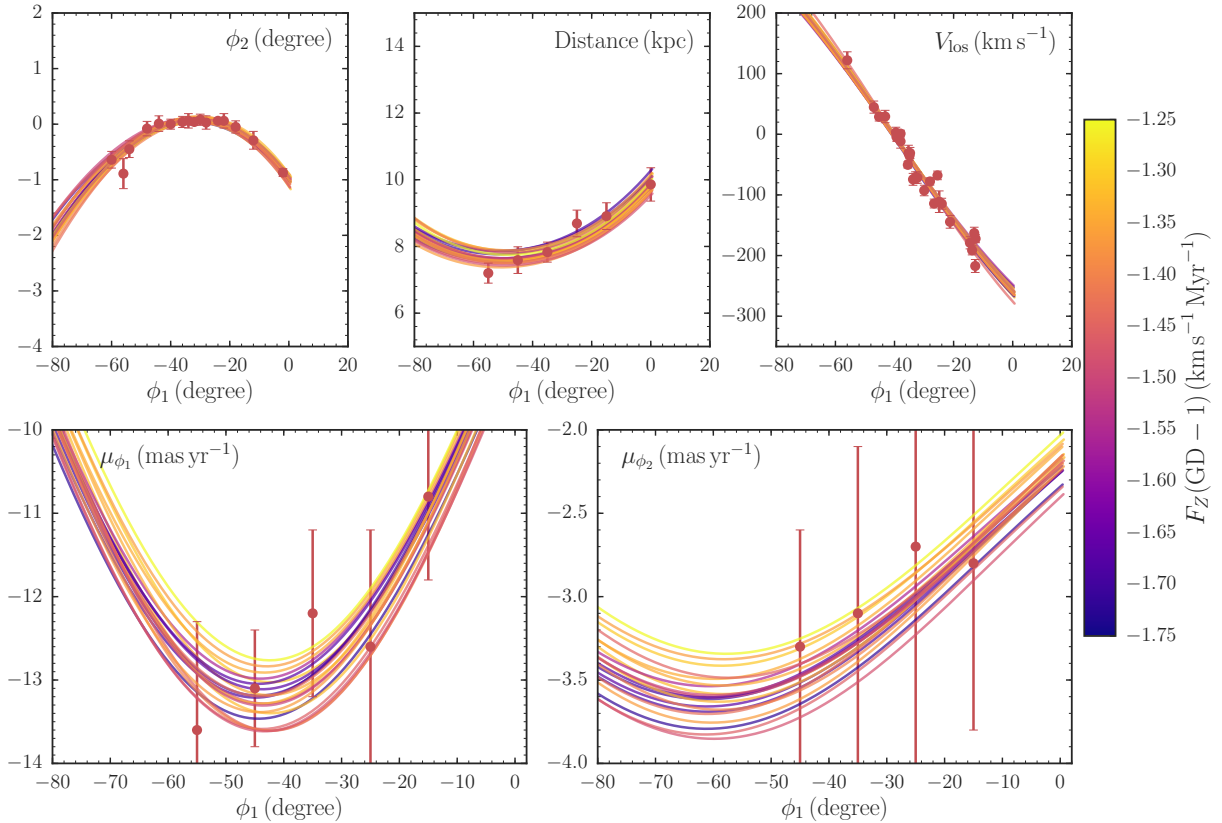 ϕ₂ (degree)
2
1
0
−1
−2
−3
−4
−80 −60 −40 −20 0 20
ϕ₁ (degree)
Distance (kpc)
14
12
10
8
6
−80 −60 −40 −20 0 20
ϕ₁ (degree)
V_los (km s⁻¹)
200
100
0
−100
−200
−300
−80 −60 −40 −20 0 20
ϕ₁ (degree)
μ_ϕ₁ (mas yr⁻¹)
−10
−11
−12
−13
−14
−80 −70 −60 −50 −40 −30 −20 −10 0
ϕ₁ (degree)
μ_ϕ₂ (mas yr⁻¹)
−2.0
−2.5
−3.0
−3.5
−4.0
−80 −70 −60 −50 −40 −30 −20 −10 0
ϕ₁ (degree)
−1.25
−1.30
−1.35
−1.40
−1.45
−1.50
−1.55
−1.60
−1.65
−1.70
−1.75
F_Z(GD − 1) (km s⁻¹ Myr⁻¹)